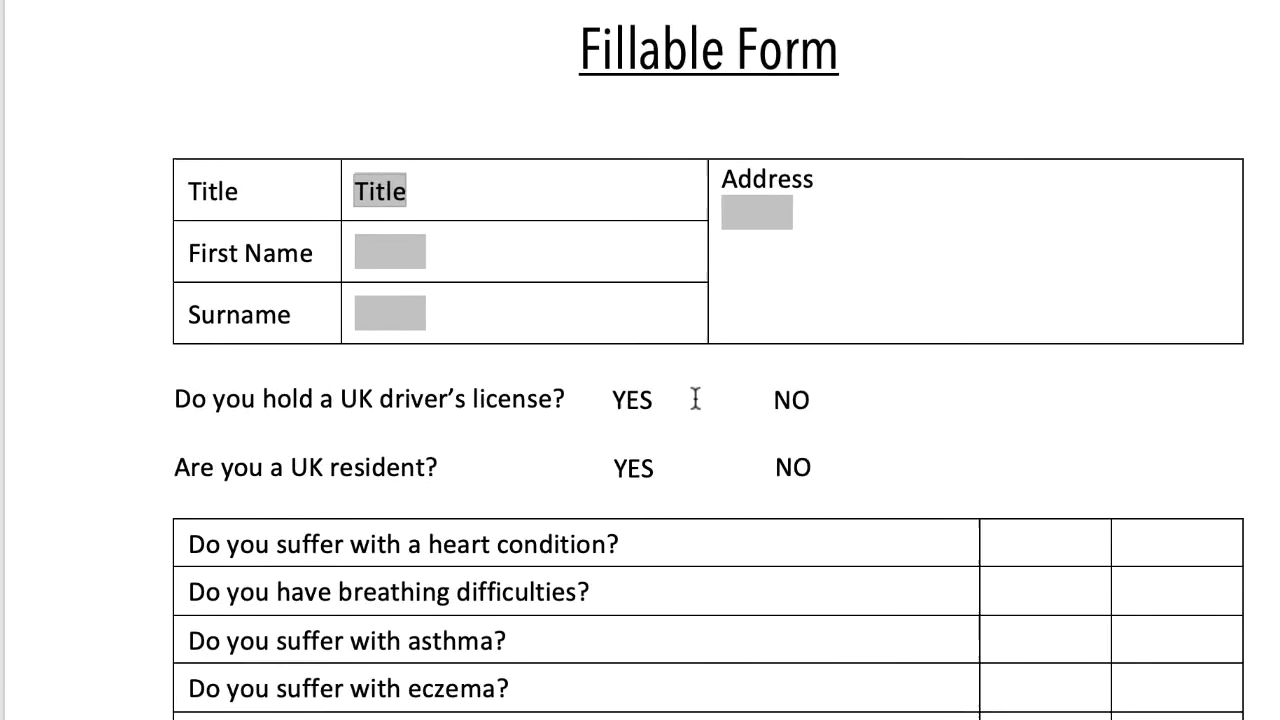 Fillable Form
Title
Title
Address
First Name
Surname
Do you hold a UK driver’s license? YES NO
Are you a UK resident? YES NO
Do you suffer with a heart condition?
Do you have breathing difficulties?
Do you suffer with asthma?
Do you suffer with eczema?